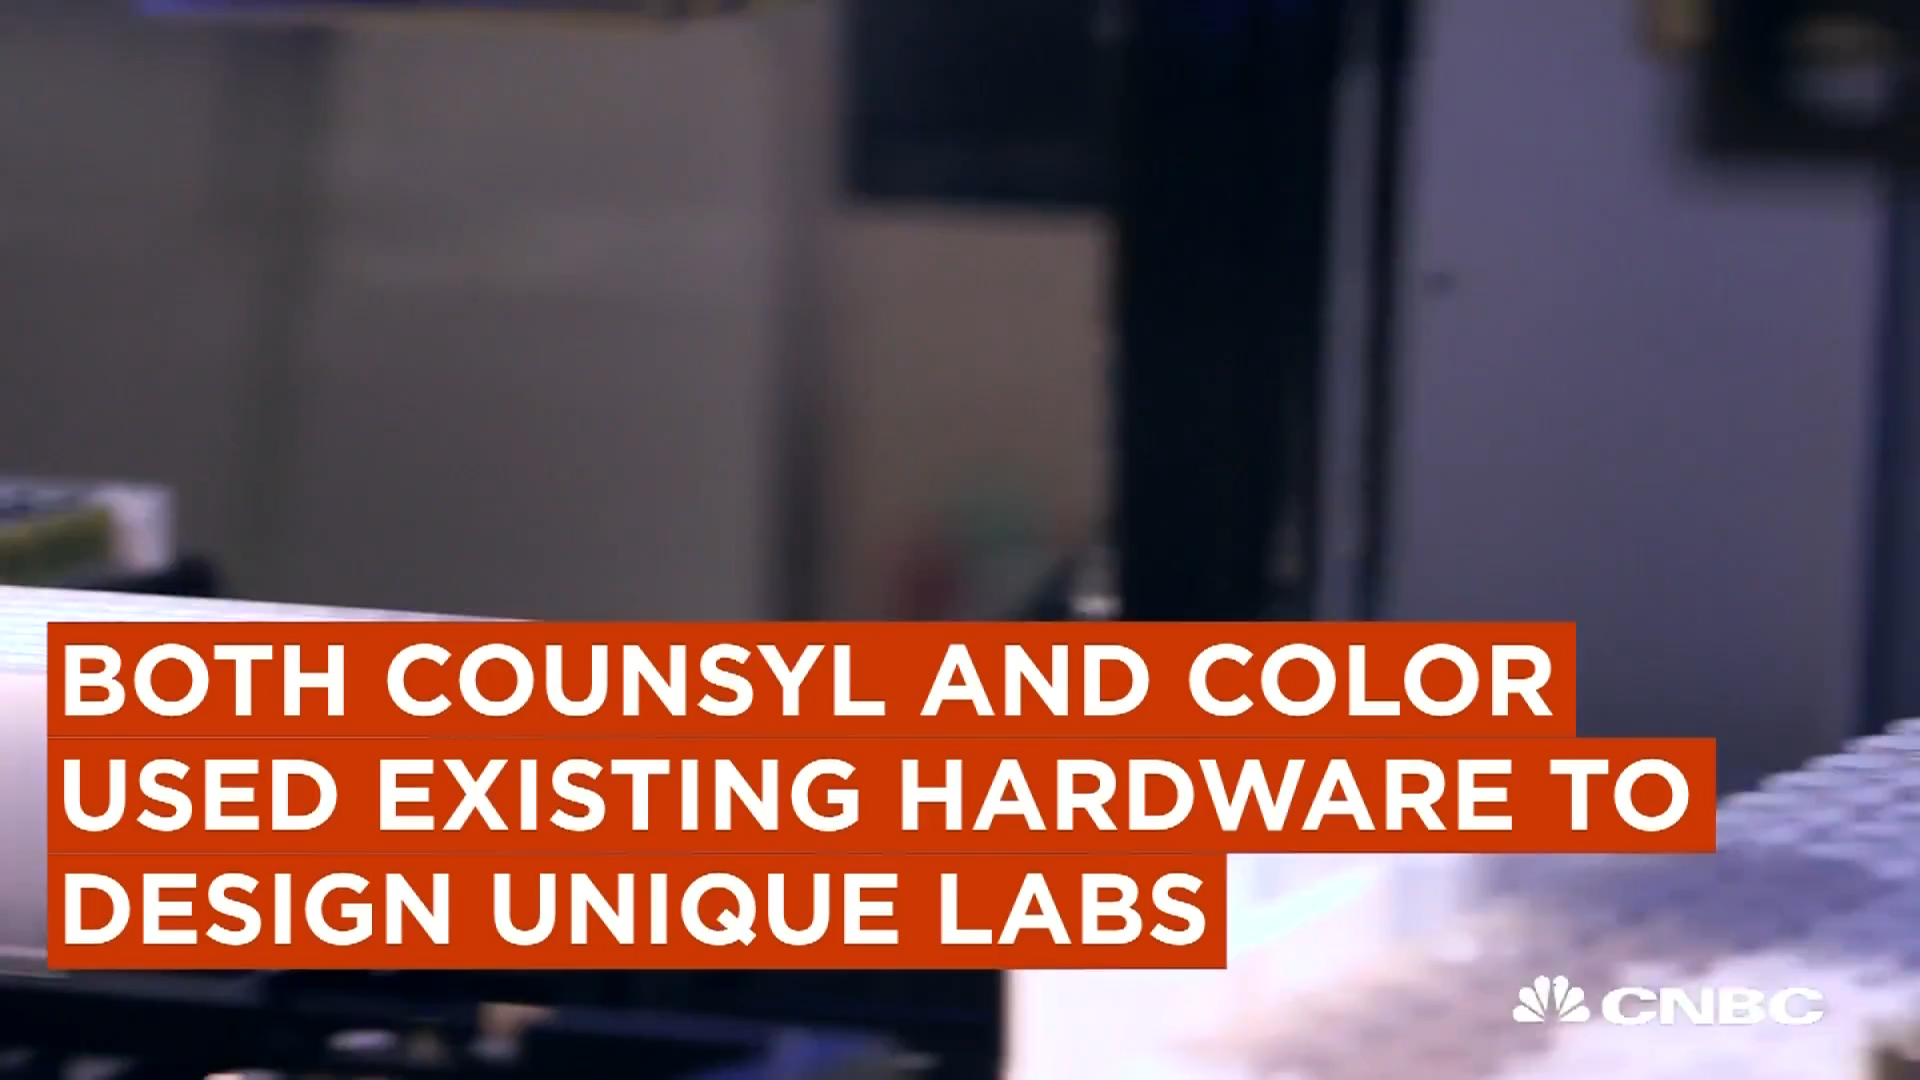 BOTH COUNSYL AND COLOR
USED EXISTING HARDWARE TO
DESIGN UNIQUE LABS
CNBC